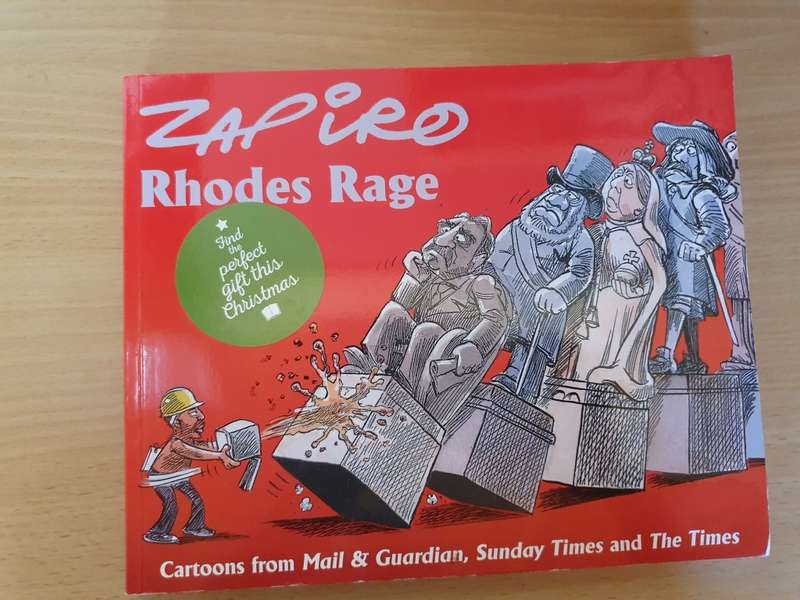 ZAPIRO
Rhodes Rage
Find
the
perfect
gift this
Christmas
Cartoons from Mail & Guardian, Sunday Times and The Times